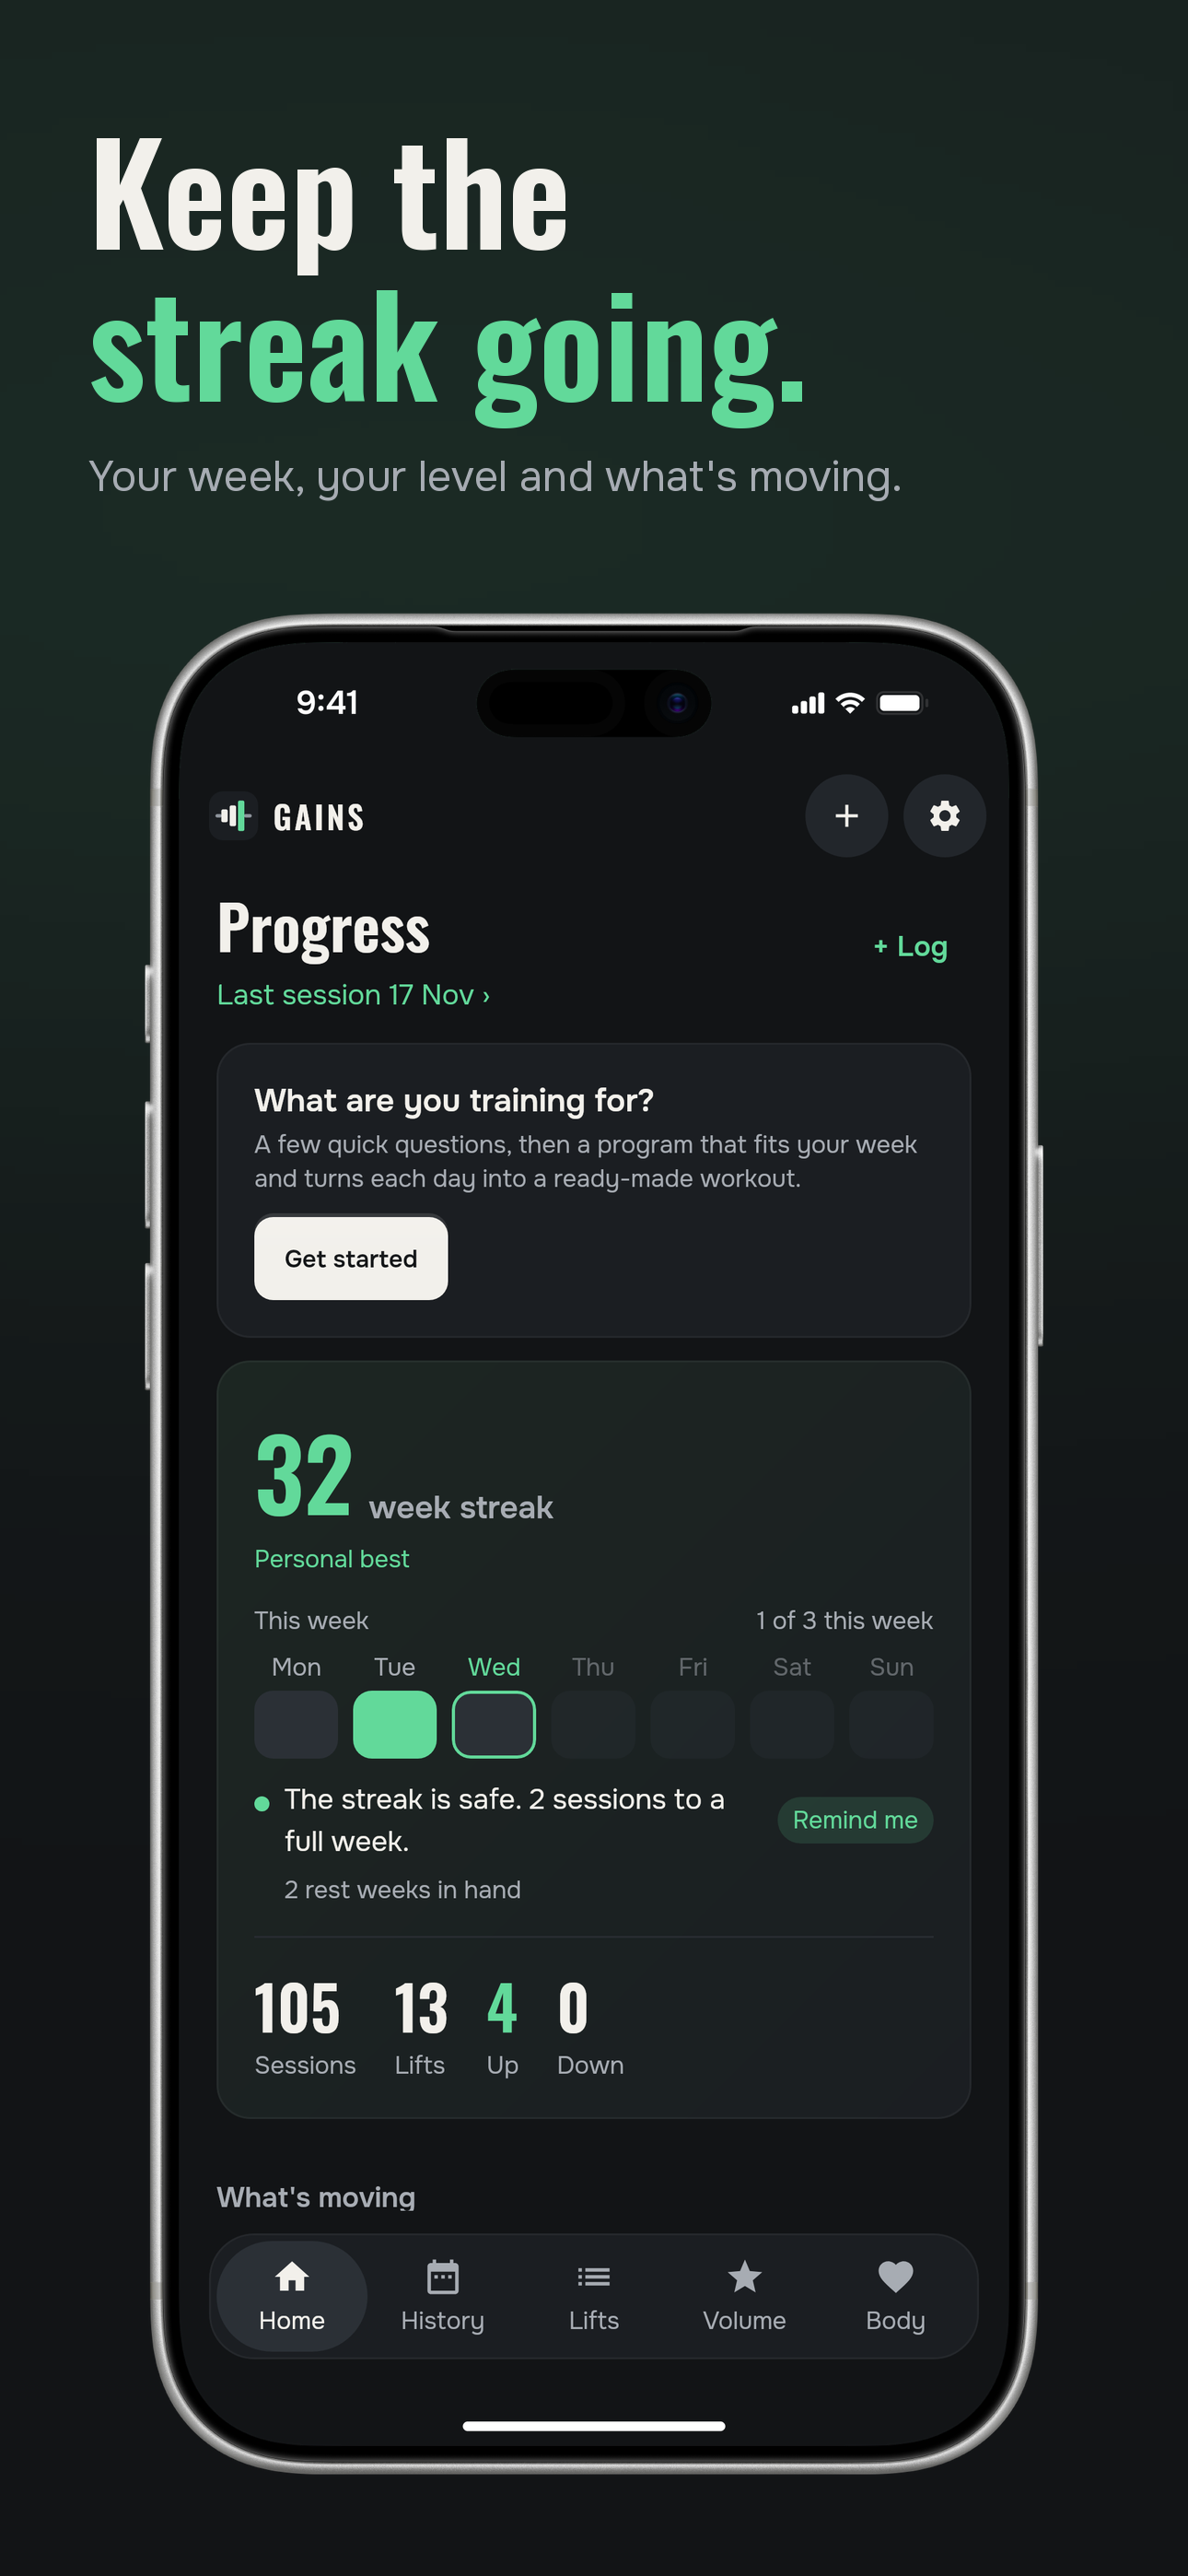 Keep the
streak going.
Your week, your level and what's moving.
9:41
GAINS
Progress
+ Log
Last session 17 Nov ›
What are you training for?
A few quick questions, then a program that fits your week
and turns each day into a ready-made workout.
Get started
32 week streak
Personal best
This week 1 of 3 this week
Mon Tue Wed Thu Fri Sat Sun
The streak is safe. 2 sessions to a
full week.
Remind me
2 rest weeks in hand
105 13 4 0
Sessions Lifts Up Down
What's moving
Home History Lifts Volume Body